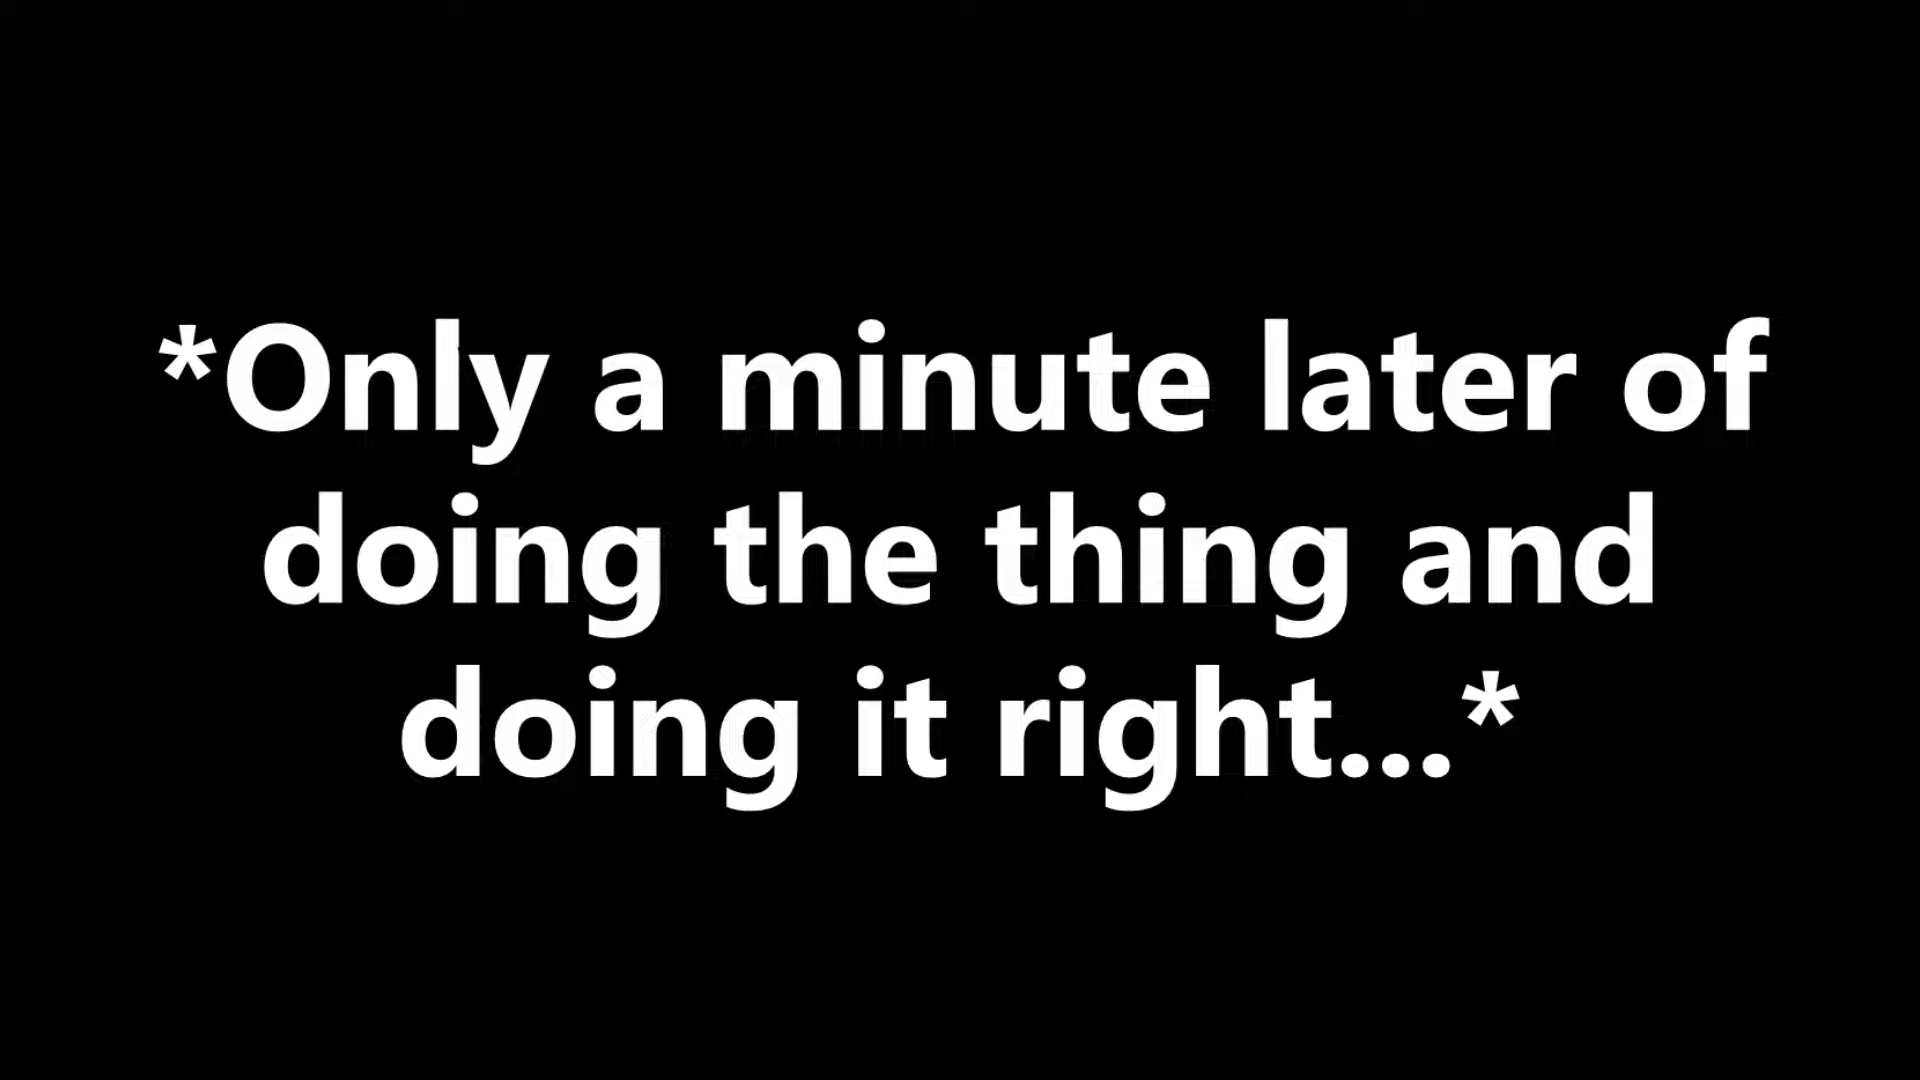 *Only a minute later of
doing the thing and
doing it right...*